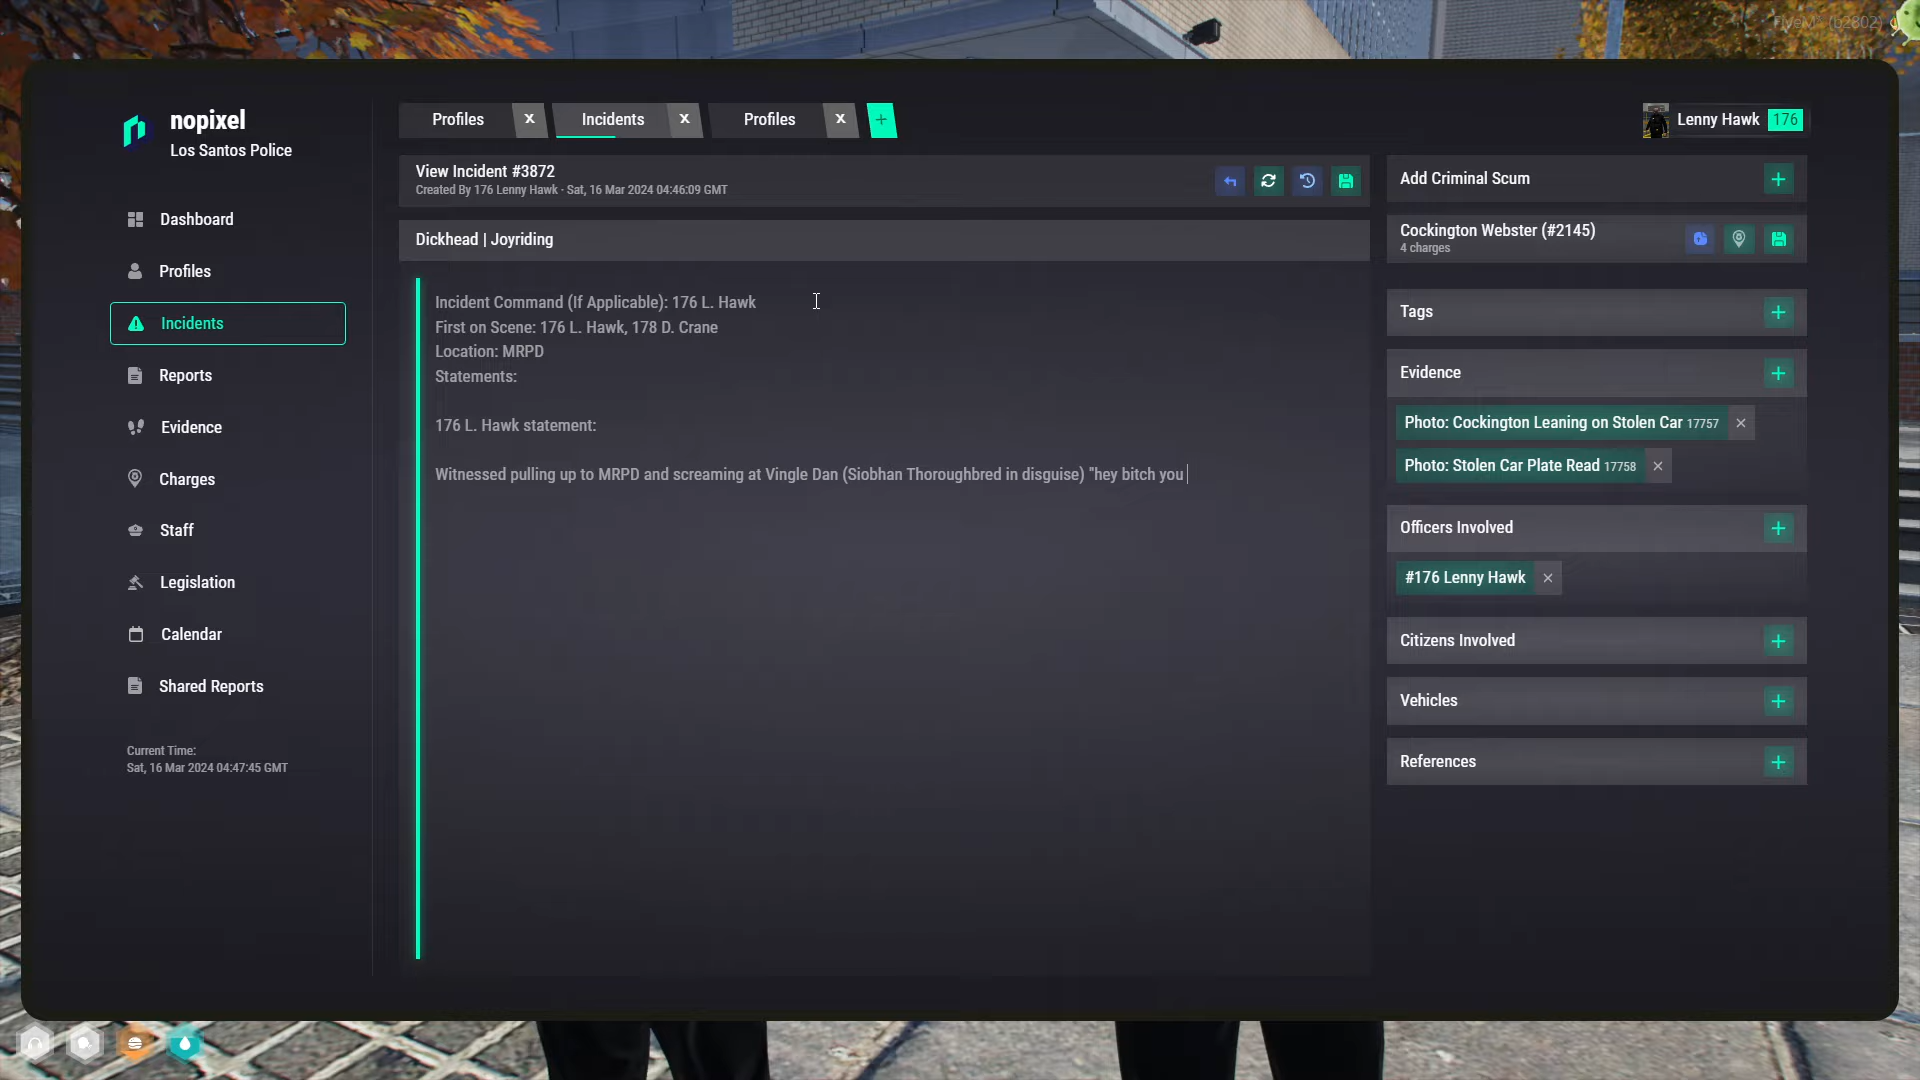 FiveM* (b2802)
nopixel
Los Santos Police
Profiles x Incidents x Profiles x +
Lenny Hawk 176
Dashboard
Profiles
Incidents
Reports
Evidence
Charges
Staff
Legislation
Calendar
Shared Reports
Current Time:
Sat, 16 Mar 2024 04:47:45 GMT
View Incident #3872
Created By 176 Lenny Hawk · Sat, 16 Mar 2024 04:46:09 GMT
Dickhead | Joyriding
Incident Command (If Applicable): 176 L. Hawk
First on Scene: 176 L. Hawk, 178 D. Crane
Location: MRPD
Statements:
176 L. Hawk statement:
Witnessed pulling up to MRPD and screaming at Vingle Dan (Siobhan Thoroughbred in disguise) "hey bitch you
Add Criminal Scum +
Cockington Webster (#2145)
4 charges
Tags +
Evidence +
Photo: Cockington Leaning on Stolen Car 17757 ×
Photo: Stolen Car Plate Read 17758 ×
Officers Involved +
#176 Lenny Hawk ×
Citizens Involved +
Vehicles +
References +